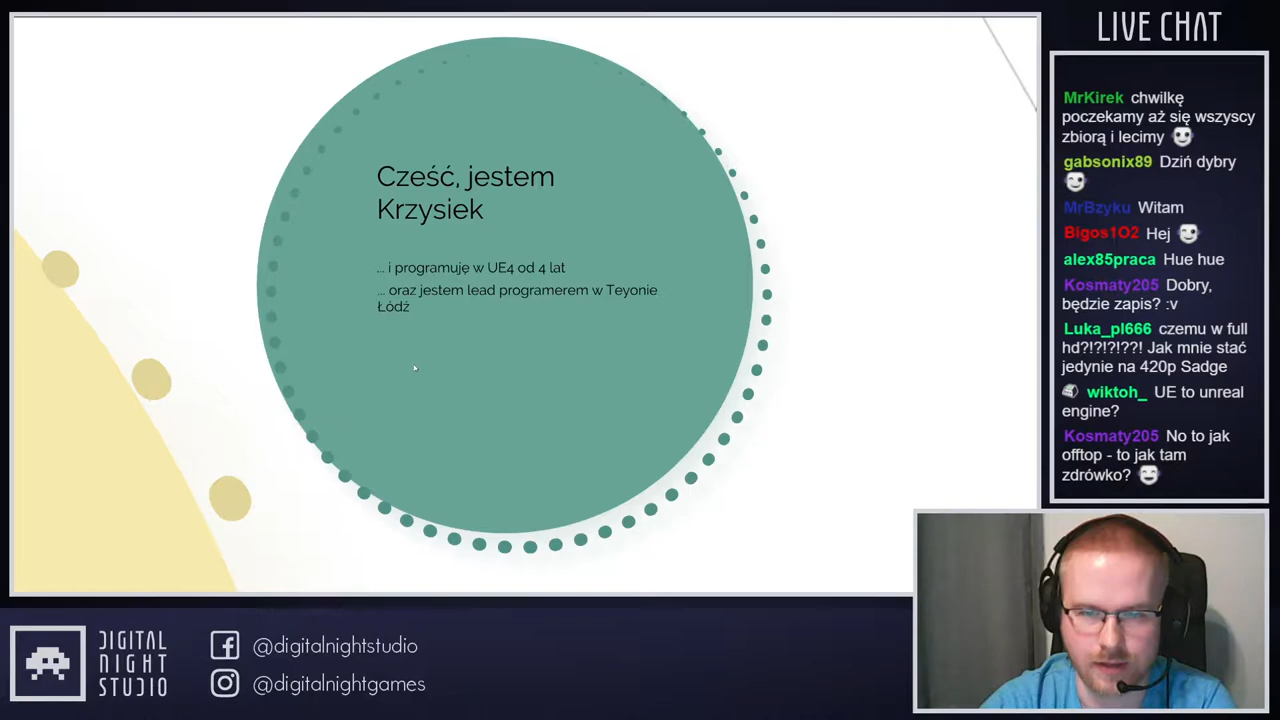 Cześć, jestem
Krzysiek
... i programuję w UE4 od 4 lat
... oraz jestem lead programerem w Teyonie
Łódź
LIVE CHAT
MrKirek chwilkę
poczekamy aż się wszyscy
zbiorą i lecimy
gabsonix89 Dziń dybry
MrBzyku Witam
Bigos1O2 Hej
alex85praca Hue hue
Kosmaty205 Dobry,
będzie zapis? :v
Luka_pl666 czemu w full
hd?!?!?!??! Jak mnie stać
jedynie na 420p Sadge
wiktoh_ UE to unreal
engine?
Kosmaty205 No to jak
offtop - to jak tam
zdrówko?
DIGITAL
NIGHT
STUDIO
@digitalnightstudio
@digitalnightgames